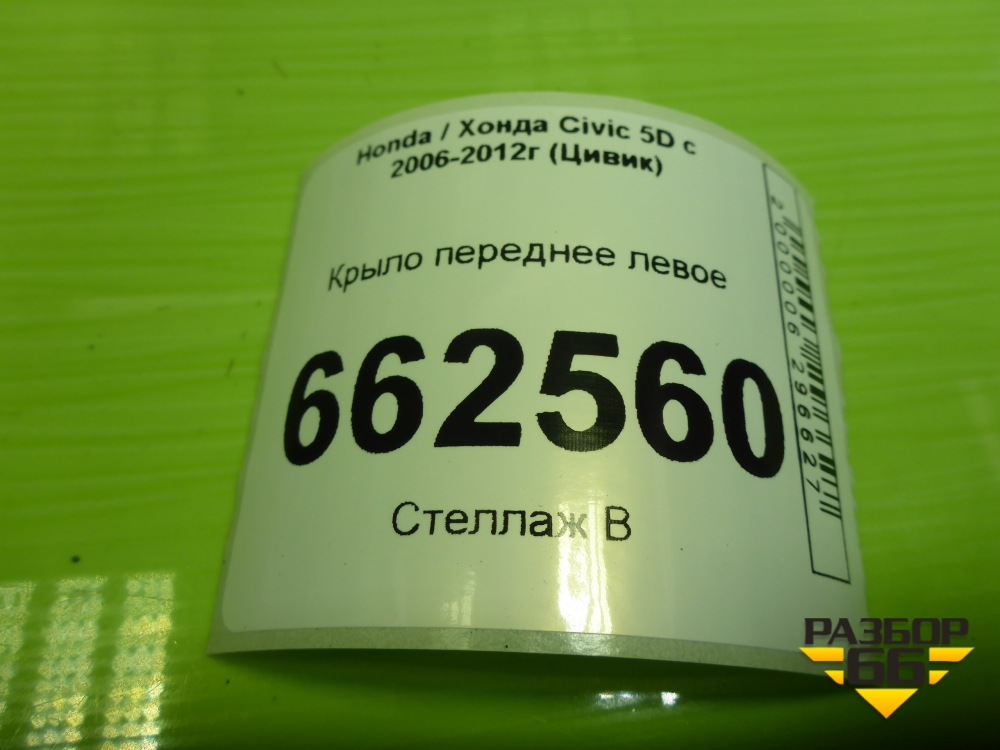 Honda / Хонда Civic 5D с
2006-2012г (Цивик)
Крыло переднее левое
662560
Стеллаж В
2000006296627
РАЗБОР
66